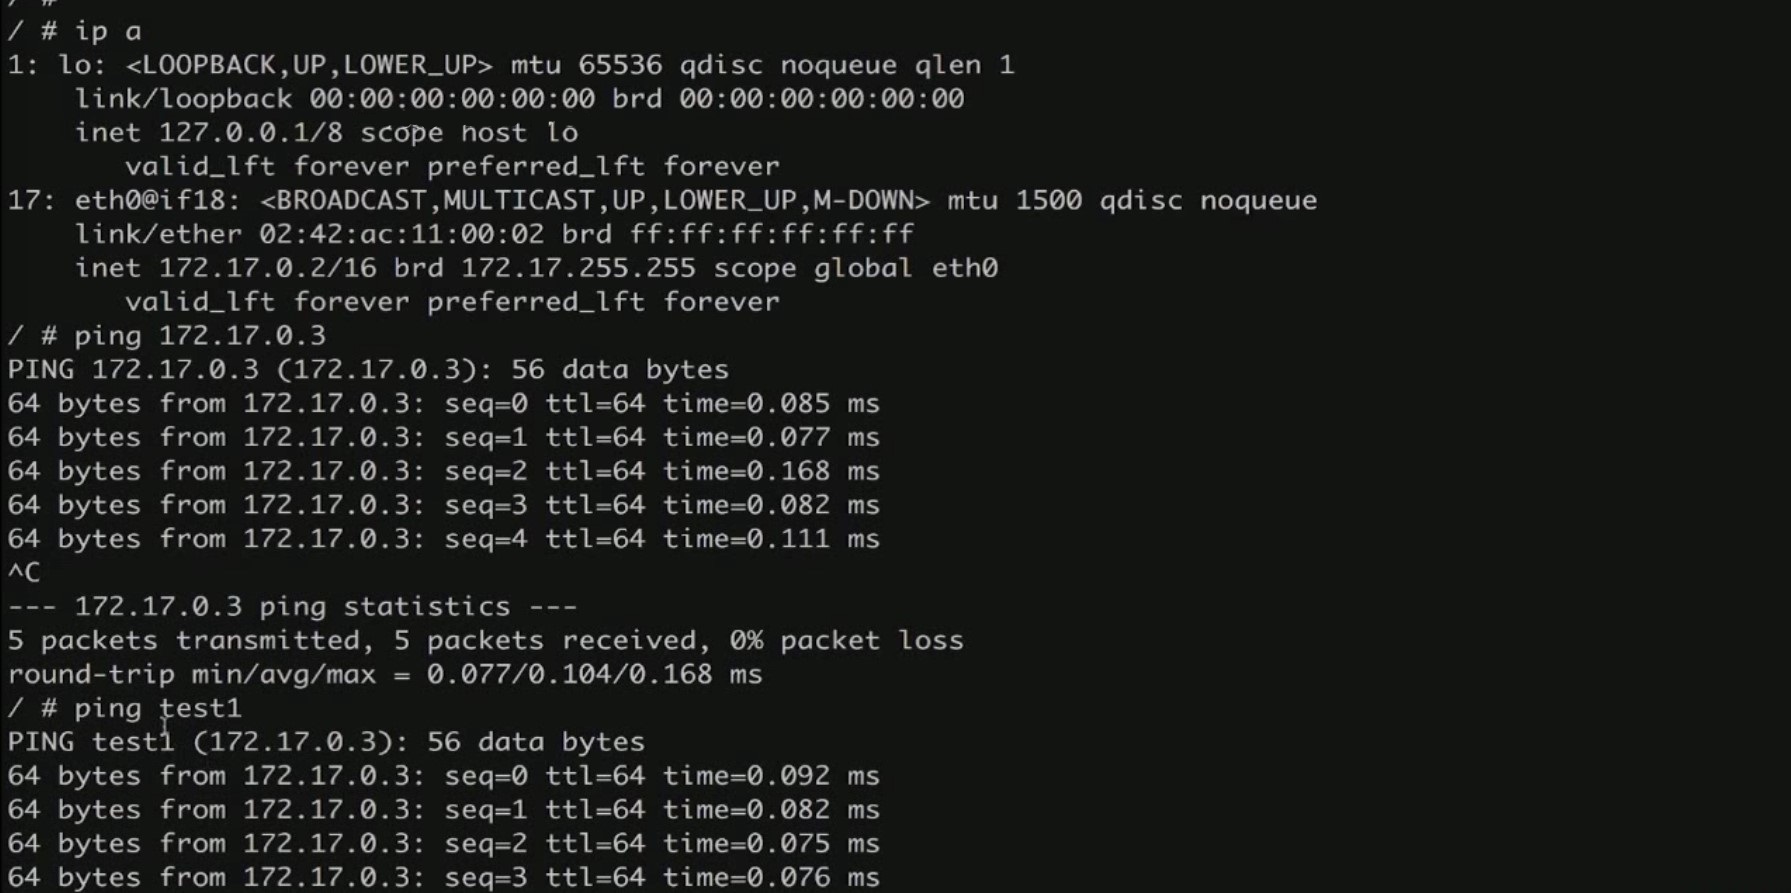 / #
/ # ip a
1: lo: <LOOPBACK,UP,LOWER_UP> mtu 65536 qdisc noqueue qlen 1
    link/loopback 00:00:00:00:00:00 brd 00:00:00:00:00:00
    inet 127.0.0.1/8 scope host lo
       valid_lft forever preferred_lft forever
17: eth0@if18: <BROADCAST,MULTICAST,UP,LOWER_UP,M-DOWN> mtu 1500 qdisc noqueue
    link/ether 02:42:ac:11:00:02 brd ff:ff:ff:ff:ff:ff
    inet 172.17.0.2/16 brd 172.17.255.255 scope global eth0
       valid_lft forever preferred_lft forever
/ # ping 172.17.0.3
PING 172.17.0.3 (172.17.0.3): 56 data bytes
64 bytes from 172.17.0.3: seq=0 ttl=64 time=0.085 ms
64 bytes from 172.17.0.3: seq=1 ttl=64 time=0.077 ms
64 bytes from 172.17.0.3: seq=2 ttl=64 time=0.168 ms
64 bytes from 172.17.0.3: seq=3 ttl=64 time=0.082 ms
64 bytes from 172.17.0.3: seq=4 ttl=64 time=0.111 ms
^C
--- 172.17.0.3 ping statistics ---
5 packets transmitted, 5 packets received, 0% packet loss
round-trip min/avg/max = 0.077/0.104/0.168 ms
/ # ping test1
PING test1 (172.17.0.3): 56 data bytes
64 bytes from 172.17.0.3: seq=0 ttl=64 time=0.092 ms
64 bytes from 172.17.0.3: seq=1 ttl=64 time=0.082 ms
64 bytes from 172.17.0.3: seq=2 ttl=64 time=0.075 ms
64 bytes from 172.17.0.3: seq=3 ttl=64 time=0.076 ms